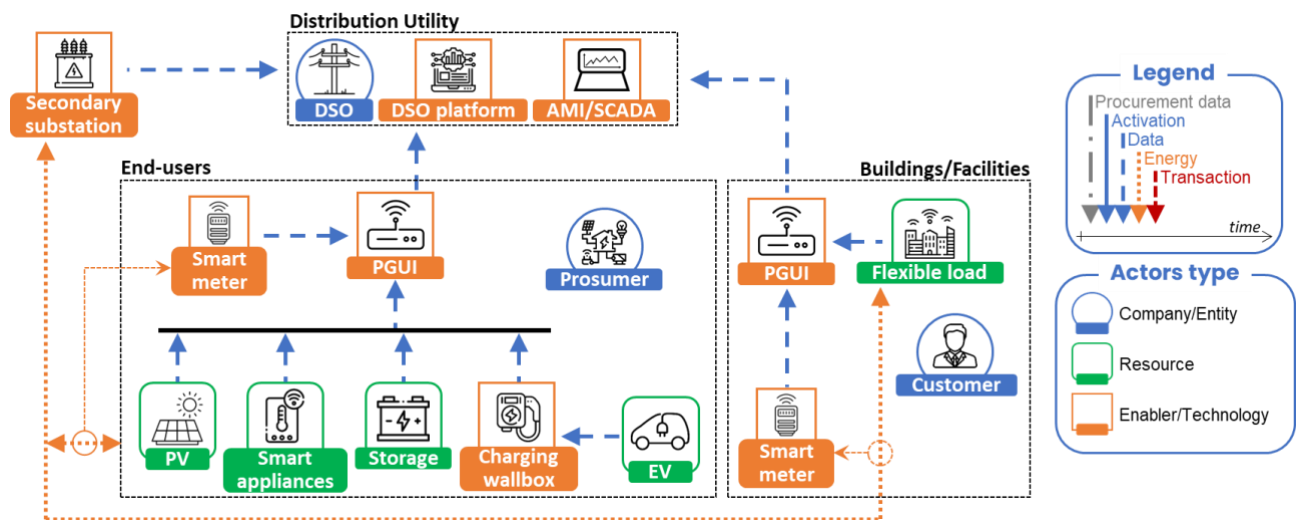 Distribution Utility
DSO
DSO platform
AMI/SCADA
Secondary
substation
End-users
Smart
meter
PGUI
Prosumer
PV
Smart
appliances
Storage
Charging
wallbox
EV
Buildings/Facilities
PGUI
Flexible load
Customer
Smart
meter
Legend
Procurement data
Activation
Data
Energy
Transaction
time
Actors type
Company/Entity
Resource
Enabler/Technology